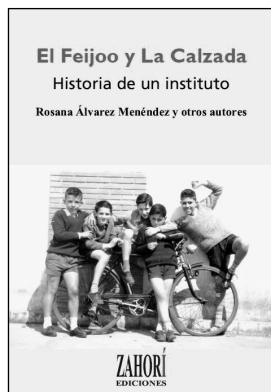 El Feijoo y La Calzada
Historia de un instituto
Rosana Álvarez Menéndez y otros autores
ZAHORÍ
EDICIONES